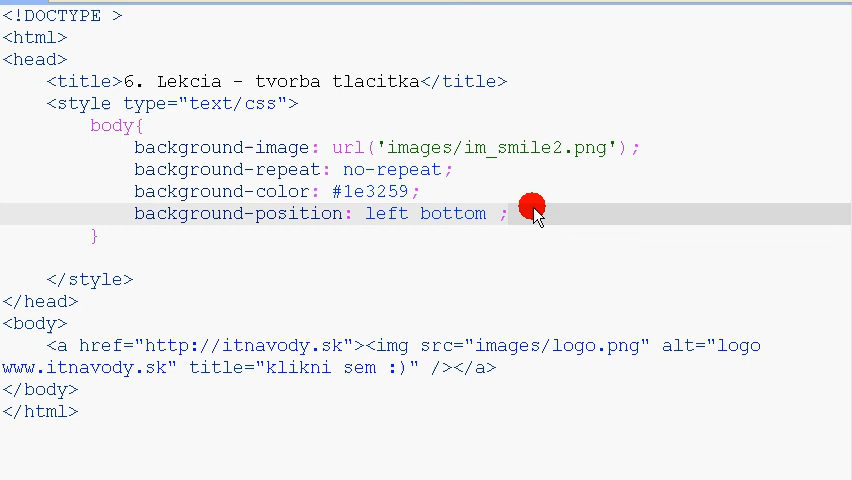 <!DOCTYPE >
<html>
<head>
    <title>6. Lekcia - tvorba tlacitka</title>
    <style type="text/css">
        body{
            background-image: url('images/im_smile2.png');
            background-repeat: no-repeat;
            background-color: #1e3259;
            background-position: left bottom ;
        }
    </style>
</head>
<body>
    <a href="http://itnavody.sk"><img src="images/logo.png" alt="logo
www.itnavody.sk" title="klikni sem :)" /></a>
</body>
</html>